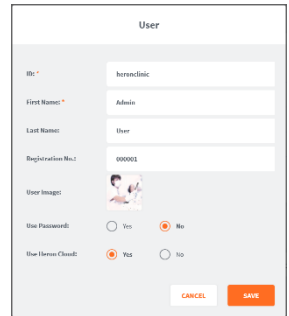 User
ID: *
heronclinic
First Name: *
Admin
Last Name:
User
Registration No.:
000001
User Image:
Use Password:
Yes
No
Use Heron Cloud:
Yes
No
CANCEL
SAVE